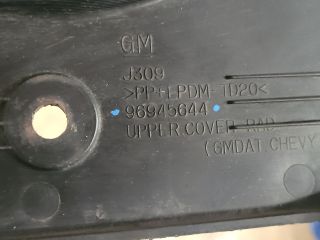 GM
J309
>PP+EPDM-TD20<
96945644
UPPER COVER-RAD
(GMDAT.CHEVY